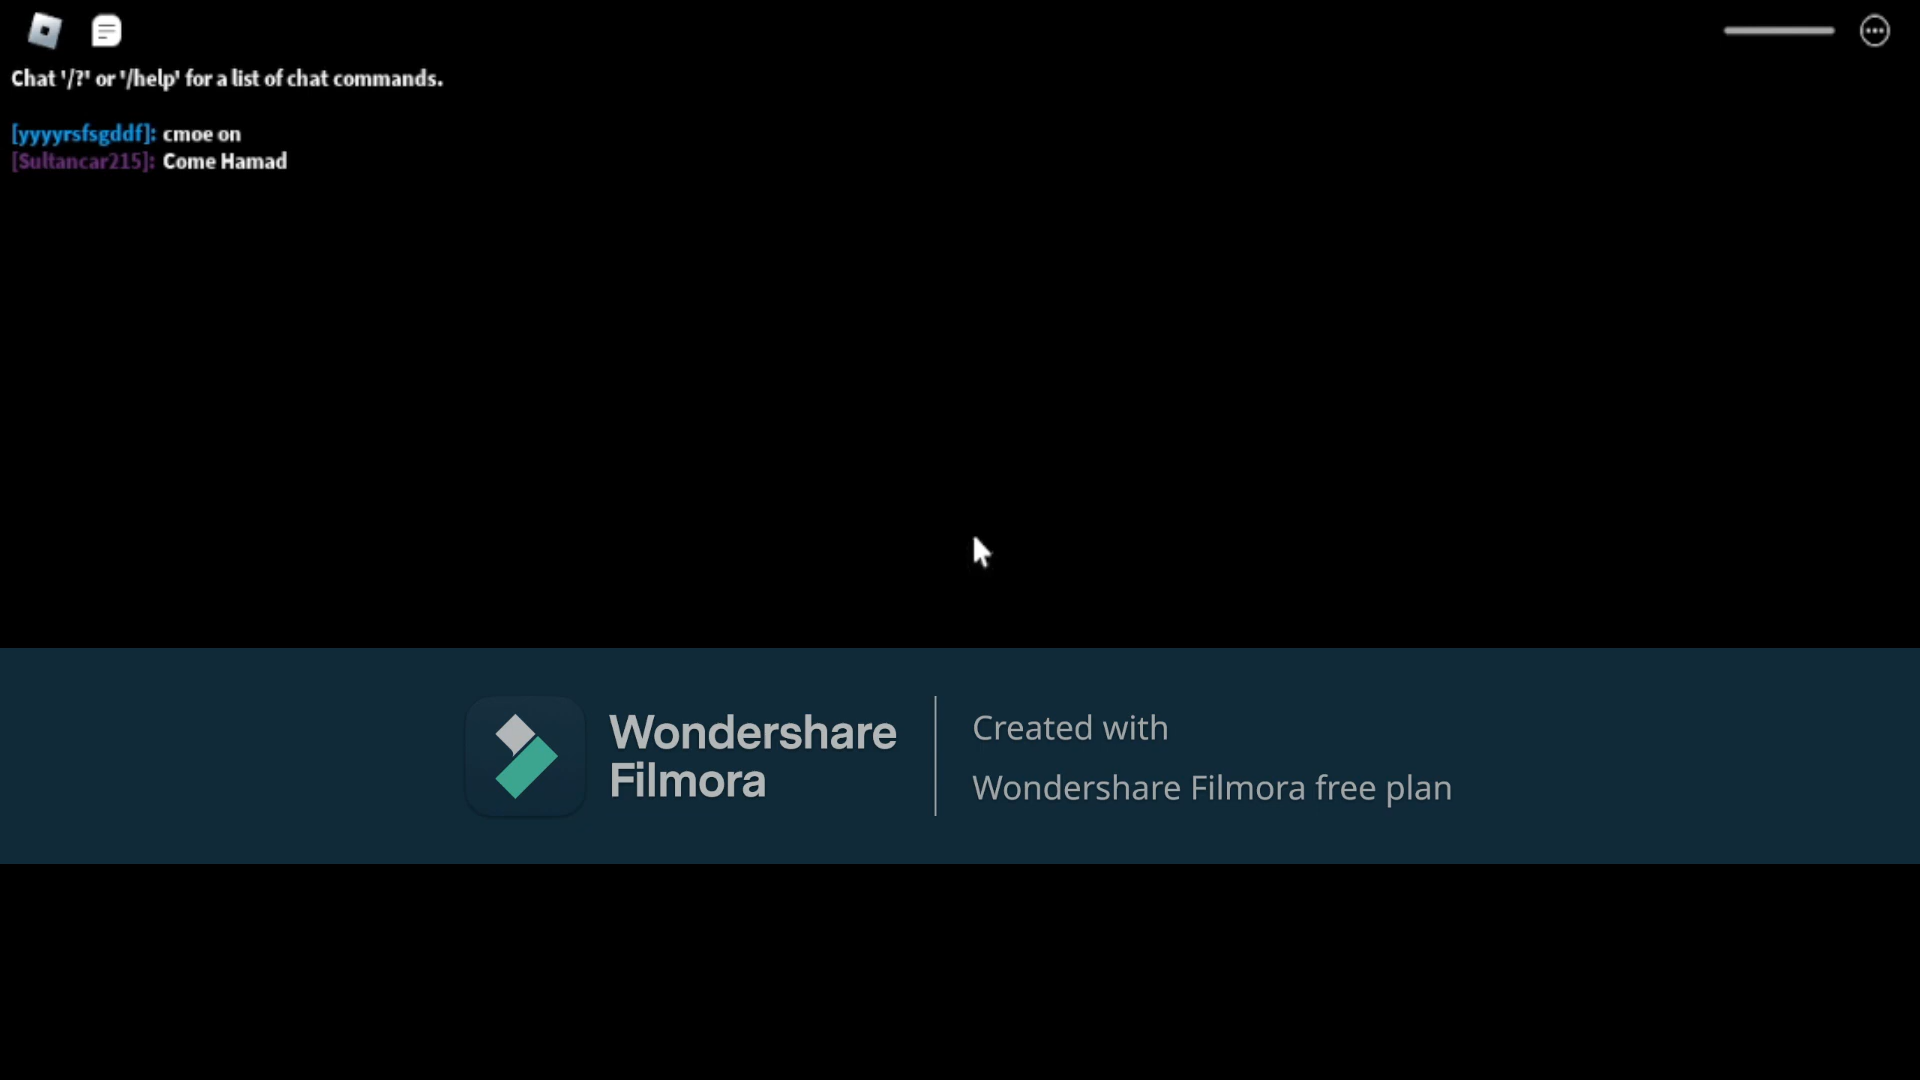 Chat '/?' or '/help' for a list of chat commands.
[yyyyrsfsgddf]: cmoe on
[Sultancar215]: Come Hamad
Wondershare
Filmora
Created with
Wondershare Filmora free plan